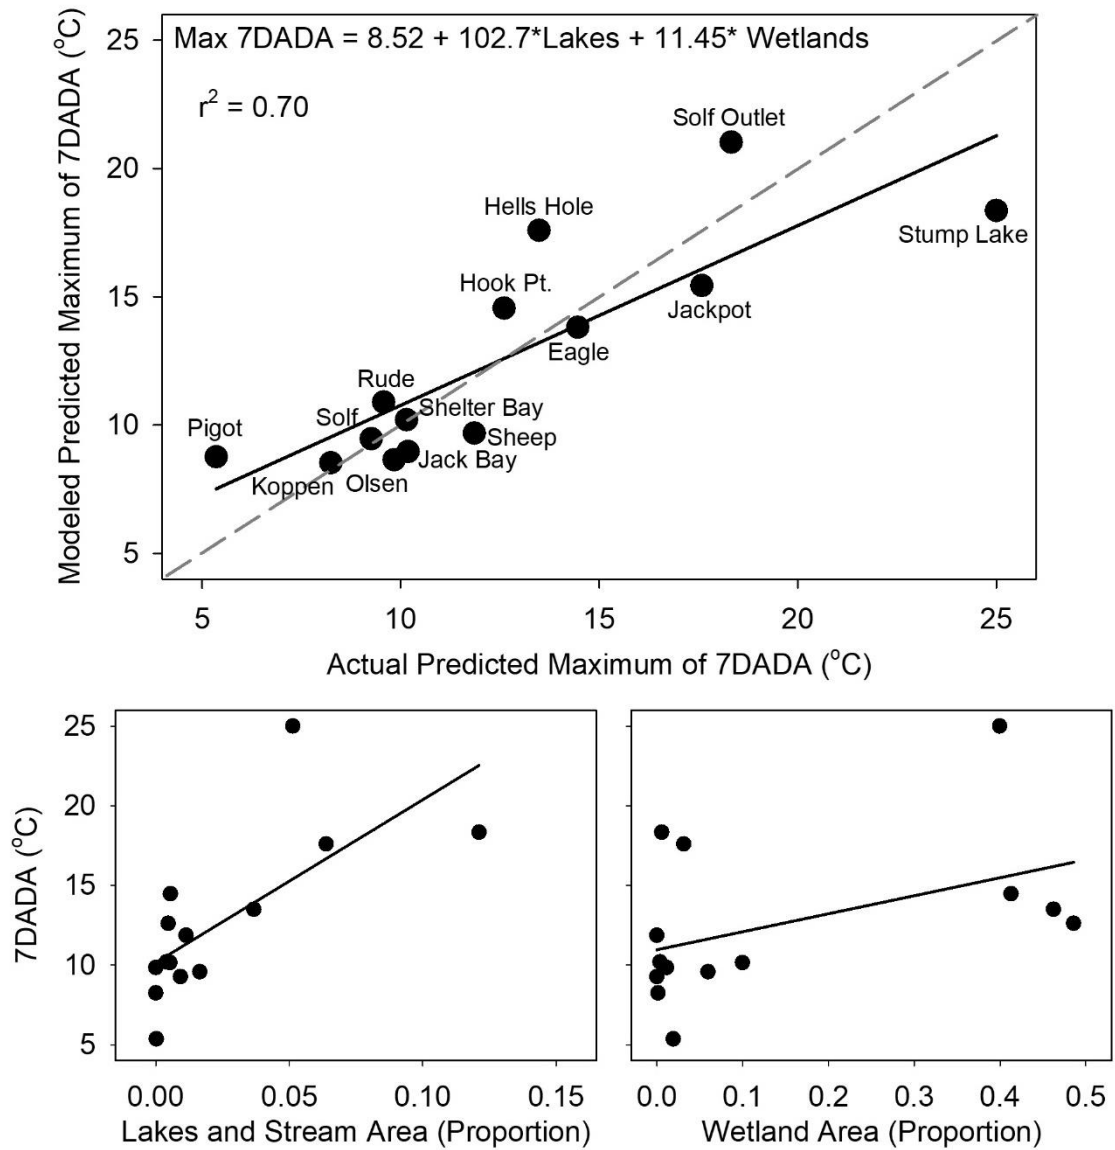 Max 7DADA = 8.52 + 102.7*Lakes + 11.45* Wetlands
r² = 0.70
Modeled Predicted Maximum of 7DADA (°C)
25
20
15
10
5
Solf Outlet
Hells Hole
Stump Lake
Hook Pt.
Jackpot
Eagle
Rude
Shelter Bay
Solf
Pigot
Sheep
Jack Bay
Koppen
Olsen
5 10 15 20 25
Actual Predicted Maximum of 7DADA (°C)
7DADA (°C)
25
20
15
10
5
0.00 0.05 0.10 0.15
Lakes and Stream Area (Proportion)
0.0 0.1 0.2 0.3 0.4 0.5
Wetland Area (Proportion)